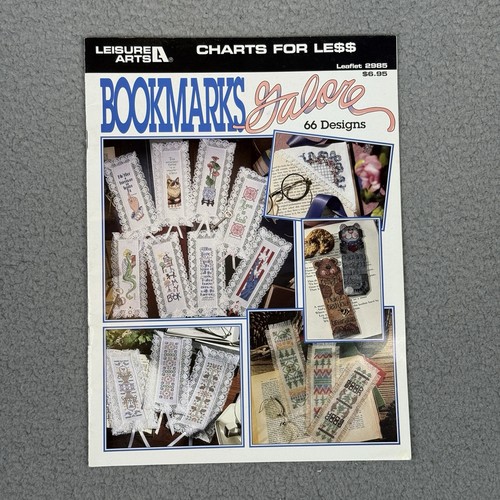 LEISURE ARTS
CHARTS FOR LE$$
Leaflet 2985
$6.95
BOOKMARKS Galore
66 Designs